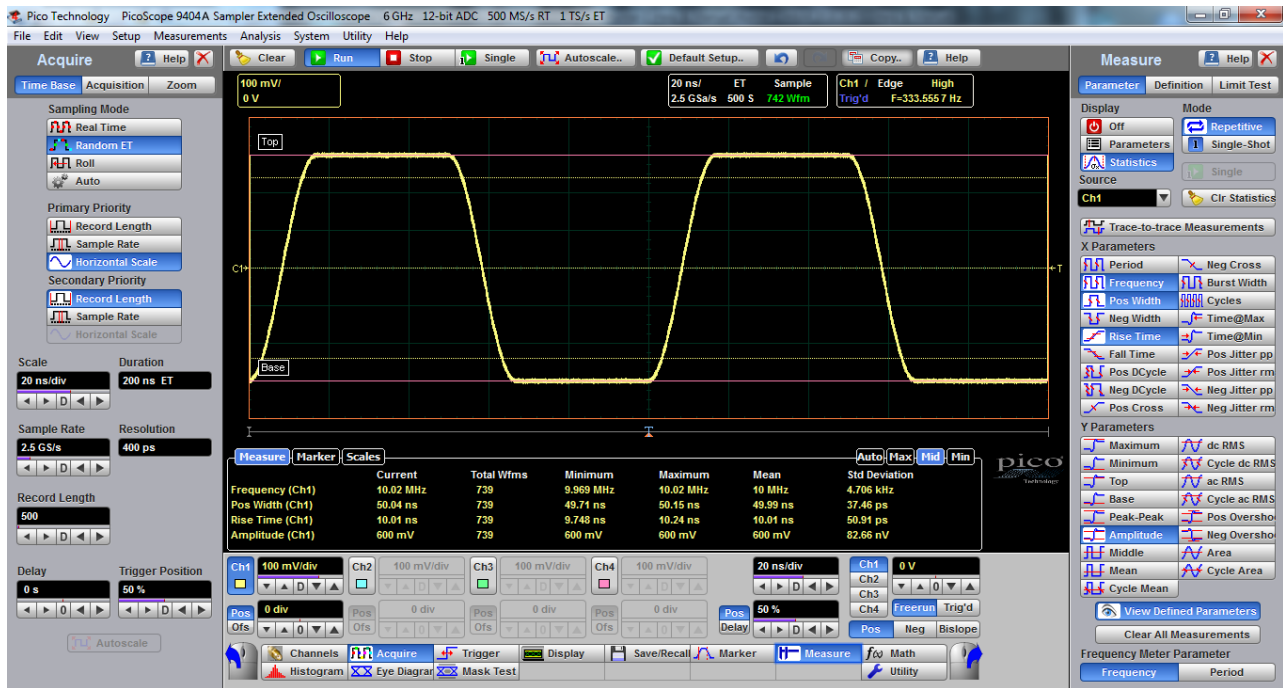 Pico Technology PicoScope 9404A Sampler Extended Oscilloscope 6 GHz 12-bit ADC 500 MS/s RT 1 TS/s ET
File Edit View Setup Measurements Analysis System Utility Help
Acquire ? Help
Clear Run Stop Single Autoscale.. Default Setup.. Copy.. ? Help
Measure ? Help
Time Base Acquisition Zoom
100 mV/
0 V
20 ns/ ET Sample
2.5 GSa/s 500 S 742 Wfm
Ch1 / Edge High
Trig'd F=333.555 7 Hz
Parameter Definition Limit Test
Sampling Mode
Real Time
Random ET
Roll
Auto
Primary Priority
Record Length
Sample Rate
Horizontal Scale
Secondary Priority
Record Length
Sample Rate
Horizontal Scale
Scale Duration
20 ns/div 200 ns ET
D
Sample Rate Resolution
2.5 GS/s 400 ps
D
Record Length
500
D
Delay Trigger Position
0 s 50 %
0 D
Autoscale
Top
C1
T
Base
T
Measure Marker Scales Auto Max Mid Min
Current Total Wfms Minimum Maximum Mean Std Deviation
Frequency (Ch1) 10.02 MHz 739 9.969 MHz 10.02 MHz 10 MHz 4.706 kHz
Pos Width (Ch1) 50.04 ns 739 49.71 ns 50.15 ns 49.99 ns 37.46 ps
Rise Time (Ch1) 10.01 ns 739 9.748 ns 10.24 ns 10.01 ns 50.91 ps
Amplitude (Ch1) 600 mV 739 600 mV 600 mV 600 mV 82.66 nV
pico
Technology
Ch1 100 mV/div Ch2 100 mV/div Ch3 100 mV/div Ch4 100 mV/div 20 ns/div Ch1 0 V
D D D D D Ch2 0
Ch3
Pos 0 div Pos 0 div Pos 0 div Pos 0 div Pos 50 % Ch4 Freerun Trig'd
Ofs 0 Ofs 0 Ofs 0 Ofs 0 Delay D Pos Neg Bislope
Channels Acquire Trigger Display Save/Recall Marker Measure f(x) Math
Histogram Eye Diagrar Mask Test Utility
Display Mode
Off Repetitive
Parameters 1 Single-Shot
Statistics Single
Source
Ch1 Clr Statistics
Trace-to-trace Measurements
X Parameters
Period Neg Cross
Frequency Burst Width
Pos Width Cycles
Neg Width Time@Max
Rise Time Time@Min
Fall Time Pos Jitter pp
Pos DCycle Pos Jitter rm
Neg DCycle Neg Jitter pp
Pos Cross Neg Jitter rm
Y Parameters
Maximum dc RMS
Minimum Cycle dc RMS
Top ac RMS
Base Cycle ac RMS
Peak-Peak Pos Oversho
Amplitude Neg Oversho
Middle Area
Mean Cycle Area
Cycle Mean
View Defined Parameters
Clear All Measurements
Frequency Meter Parameter
Frequency Period